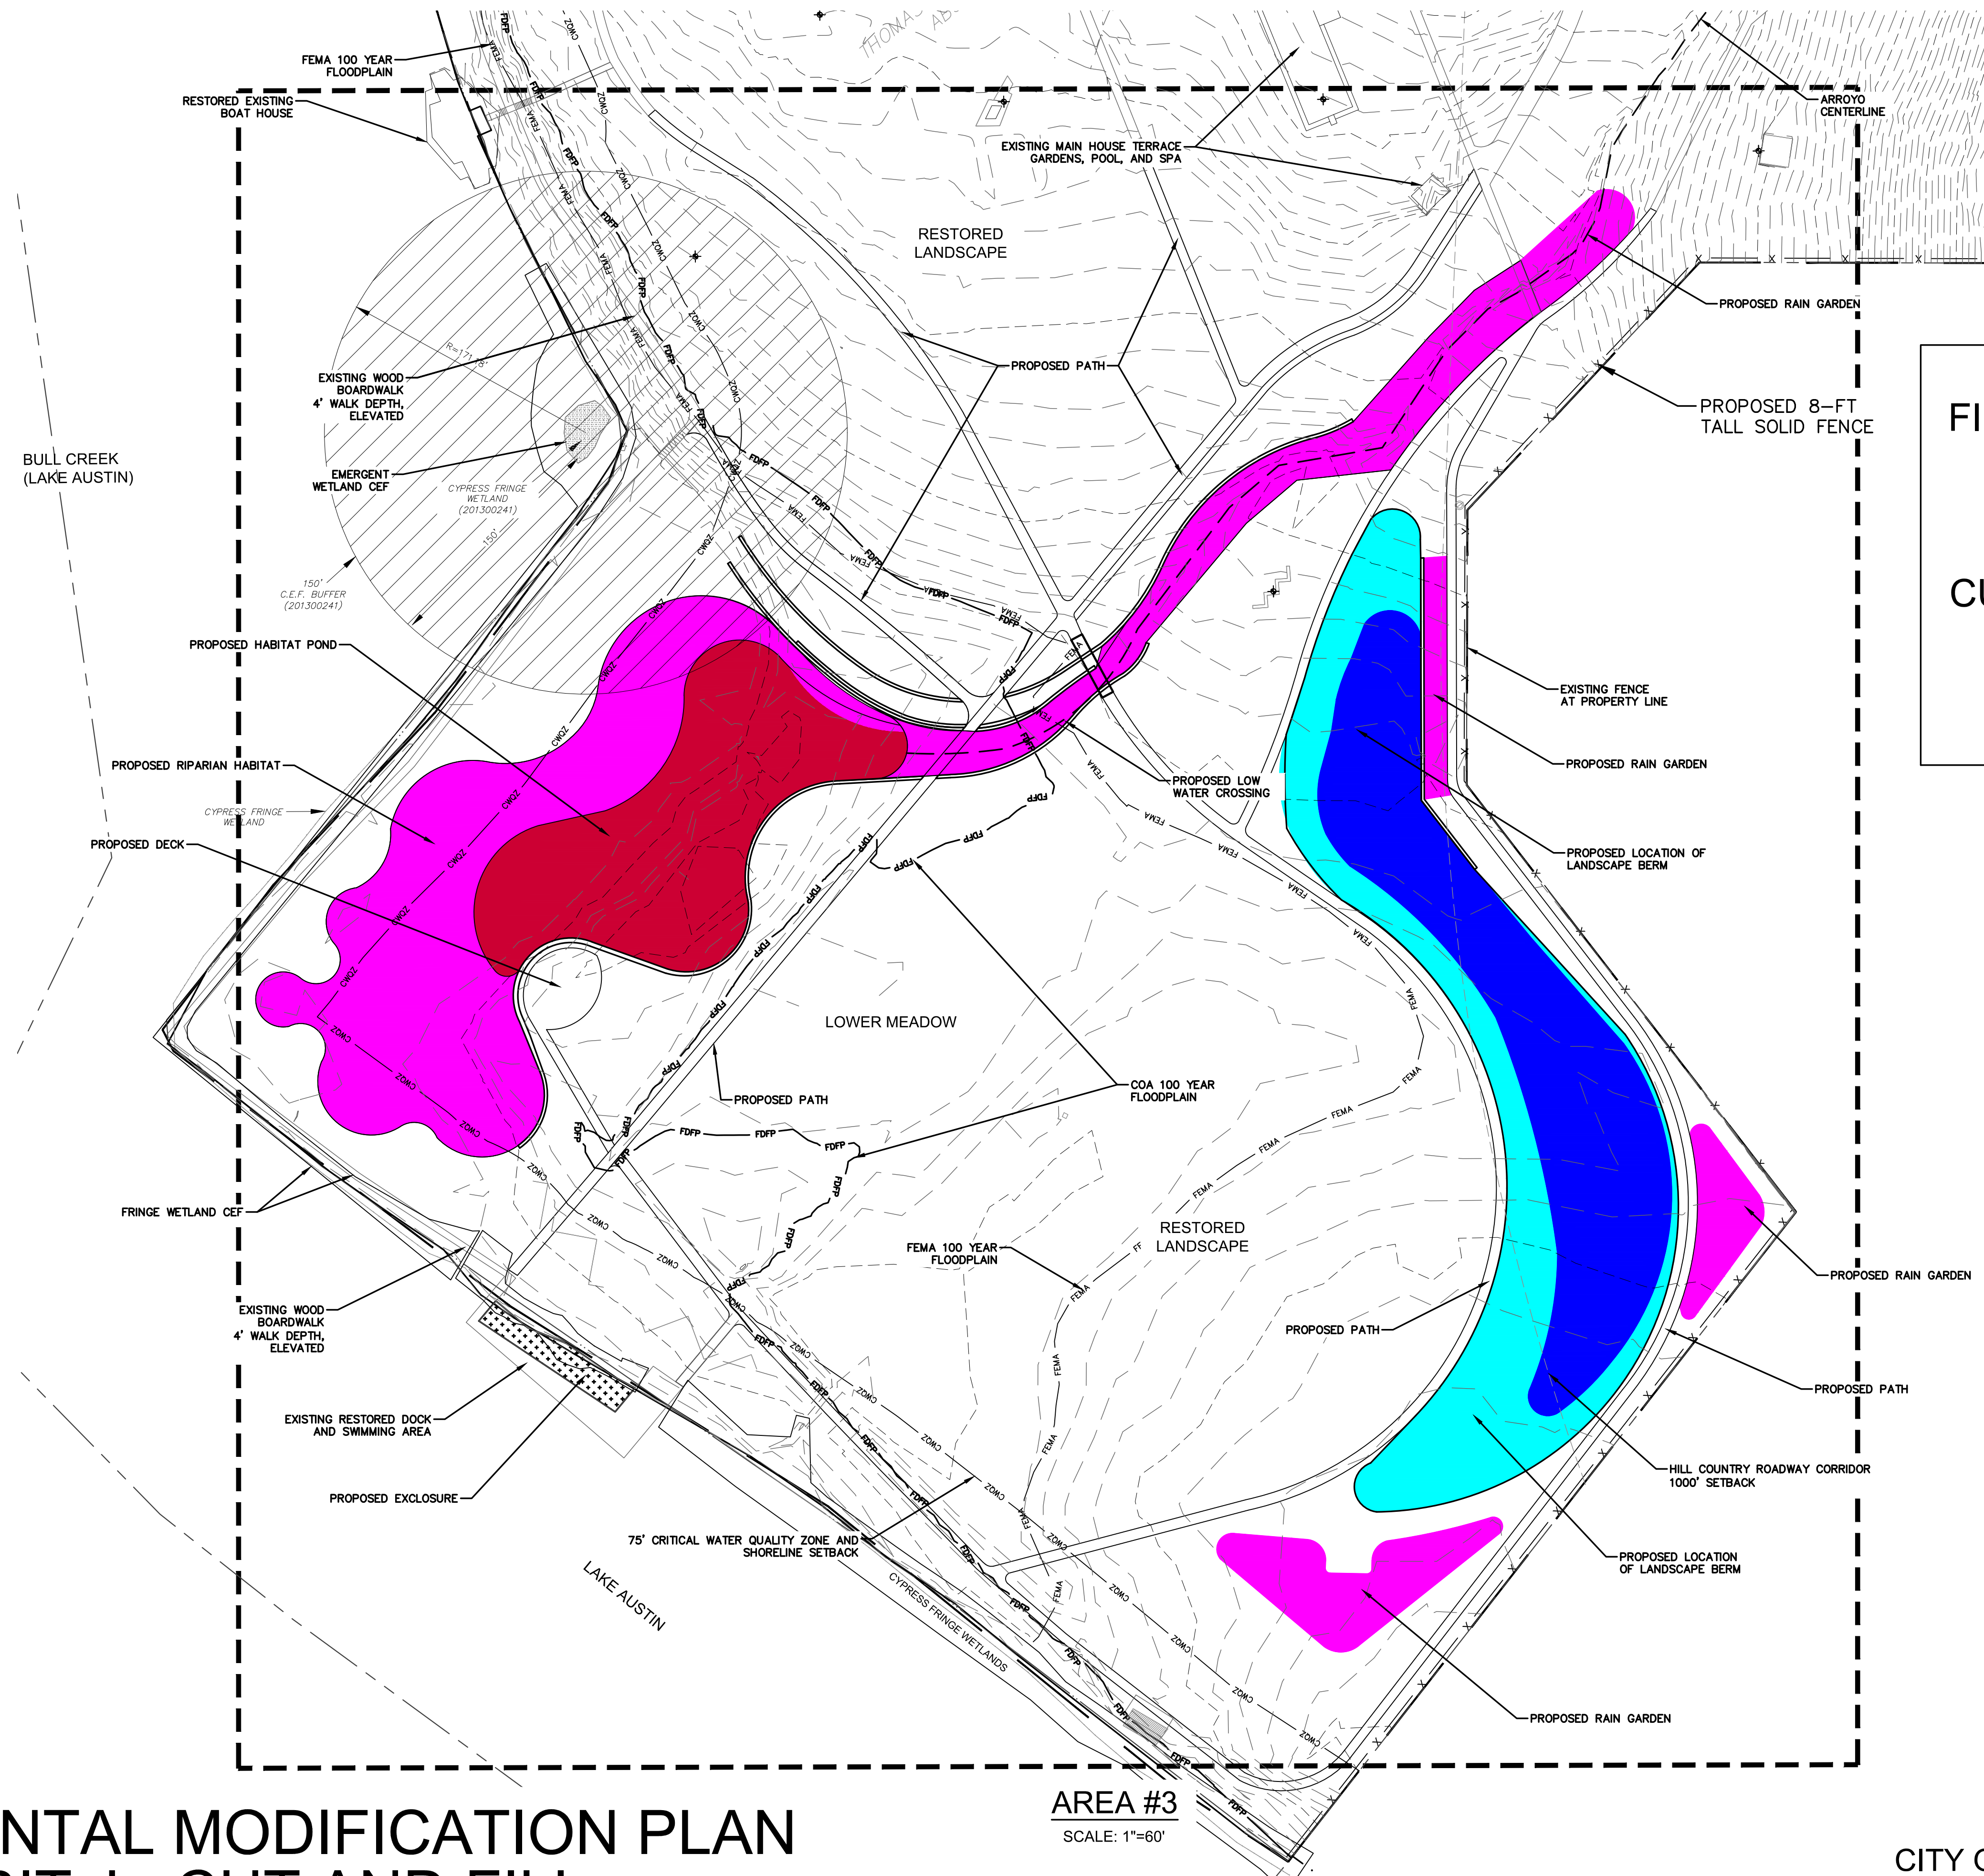 THOMAS
FEMA 100 YEAR
FLOODPLAIN
RESTORED EXISTING
BOAT HOUSE
ARROYO
CENTERLINE
EXISTING MAIN HOUSE TERRACE
GARDENS, POOL, AND SPA
RESTORED
LANDSCAPE
PROPOSED RAIN GARDEN
R=171.78'
PROPOSED PATH
EXISTING WOOD
BOARDWALK
4' WALK DEPTH,
ELEVATED
PROPOSED 8-FT
TALL SOLID FENCE
BULL CREEK
(LAKE AUSTIN)
EMERGENT
WETLAND CEF
CYPRESS FRINGE
WETLAND
(201300241)
150'
150'
C.E.F. BUFFER
(201300241)
PROPOSED HABITAT POND
EXISTING FENCE
AT PROPERTY LINE
PROPOSED RIPARIAN HABITAT
PROPOSED RAIN GARDEN
PROPOSED LOW
WATER CROSSING
CYPRESS FRINGE
WETLAND
PROPOSED DECK
PROPOSED LOCATION OF
LANDSCAPE BERM
LOWER MEADOW
PROPOSED PATH
COA 100 YEAR
FLOODPLAIN
FRINGE WETLAND CEF
RESTORED
LANDSCAPE
FEMA 100 YEAR
FLOODPLAIN
PROPOSED RAIN GARDEN
EXISTING WOOD
BOARDWALK
4' WALK DEPTH,
ELEVATED
PROPOSED PATH
PROPOSED PATH
EXISTING RESTORED DOCK
AND SWIMMING AREA
HILL COUNTRY ROADWAY CORRIDOR
1000' SETBACK
PROPOSED EXCLOSURE
75' CRITICAL WATER QUALITY ZONE AND
SHORELINE SETBACK
PROPOSED LOCATION
OF LANDSCAPE BERM
LAKE AUSTIN
CYPRESS FRINGE WETLANDS
PROPOSED RAIN GARDEN
FEMA
FDFP
CWQZ
AREA #3
SCALE: 1"=60'
NTAL MODIFICATION PLAN
CITY